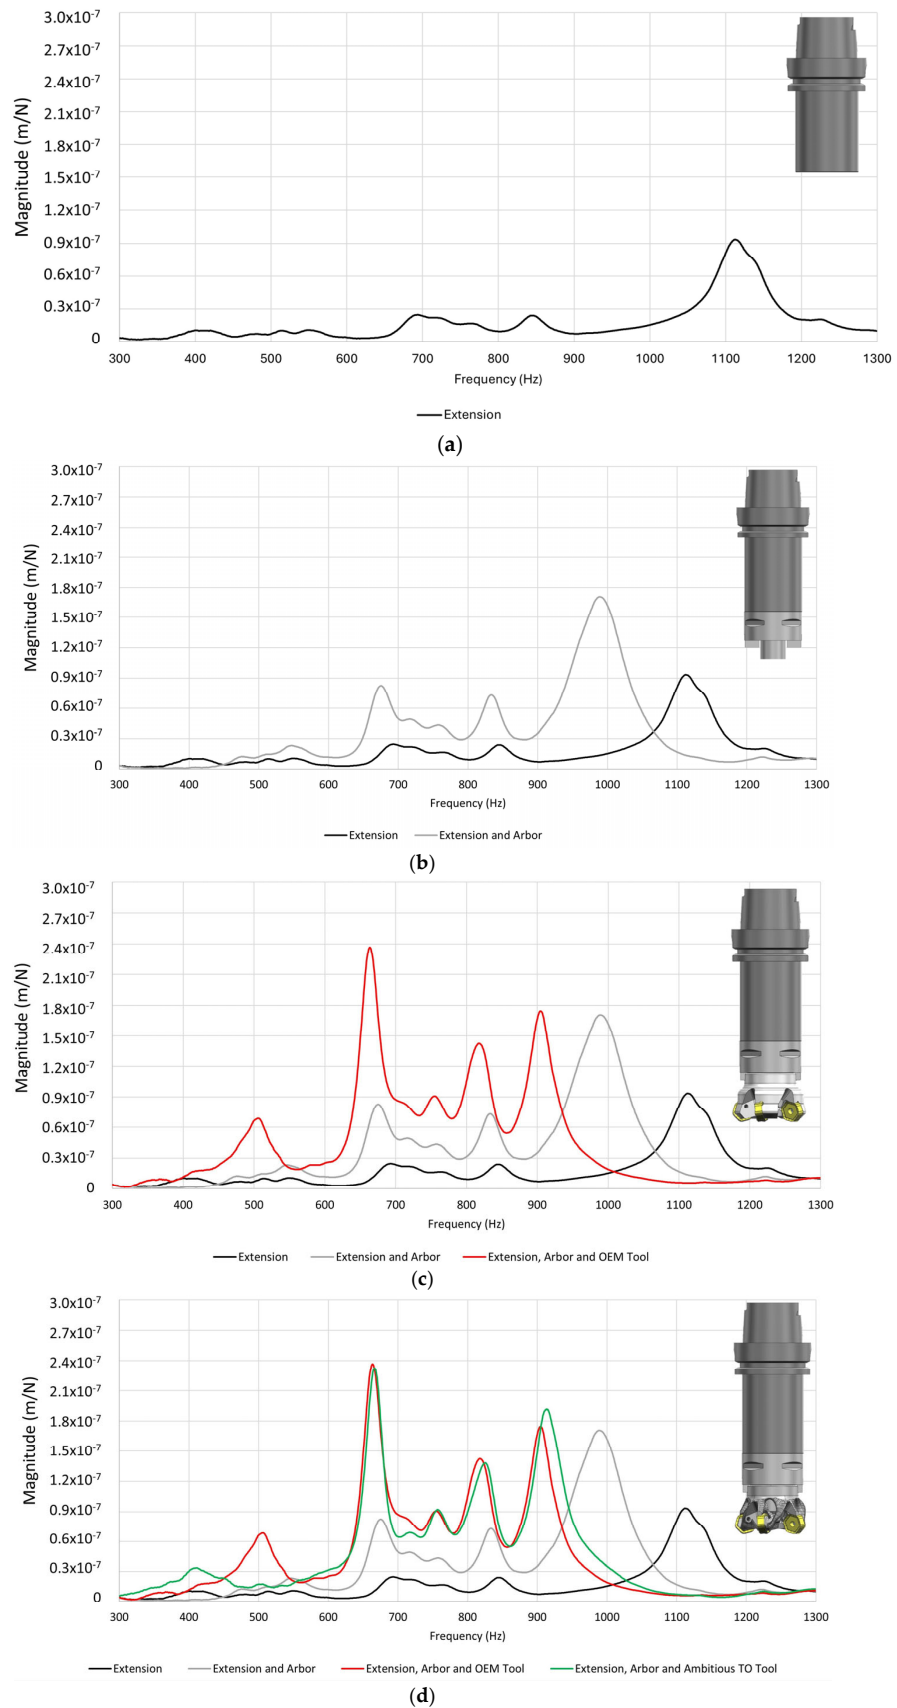 3.0x10-7
2.7x10-7
2.4x10-7
2.1x10-7
1.8x10-7
1.5x10-7
1.2x10-7
0.9x10-7
0.6x10-7
0.3x10-7
0
Magnitude (m/N)
300 400 500 600 700 800 900 1000 1100 1200 1300
Frequency (Hz)
Extension
(a)
3.0x10-7
2.7x10-7
2.4x10-7
2.1x10-7
1.8x10-7
1.5x10-7
1.2x10-7
0.9x10-7
0.6x10-7
0.3x10-7
0
Magnitude (m/N)
300 400 500 600 700 800 900 1000 1100 1200 1300
Frequency (Hz)
Extension Extension and Arbor
(b)
3.0x10-7
2.7x10-7
2.4x10-7
2.1x10-7
1.8x10-7
1.5x10-7
1.2x10-7
0.9x10-7
0.6x10-7
0.3x10-7
0
Magnitude (m/N)
300 400 500 600 700 800 900 1000 1100 1200 1300
Frequency (Hz)
Extension Extension and Arbor Extension, Arbor and OEM Tool
(c)
3.0x10-7
2.7x10-7
2.4x10-7
2.1x10-7
1.8x10-7
1.5x10-7
1.2x10-7
0.9x10-7
0.6x10-7
0.3x10-7
0
Magnitude (m/N)
300 400 500 600 700 800 900 1000 1100 1200 1300
Frequency (Hz)
Extension Extension and Arbor Extension, Arbor and OEM Tool Extension, Arbor and Ambitious TO Tool
(d)